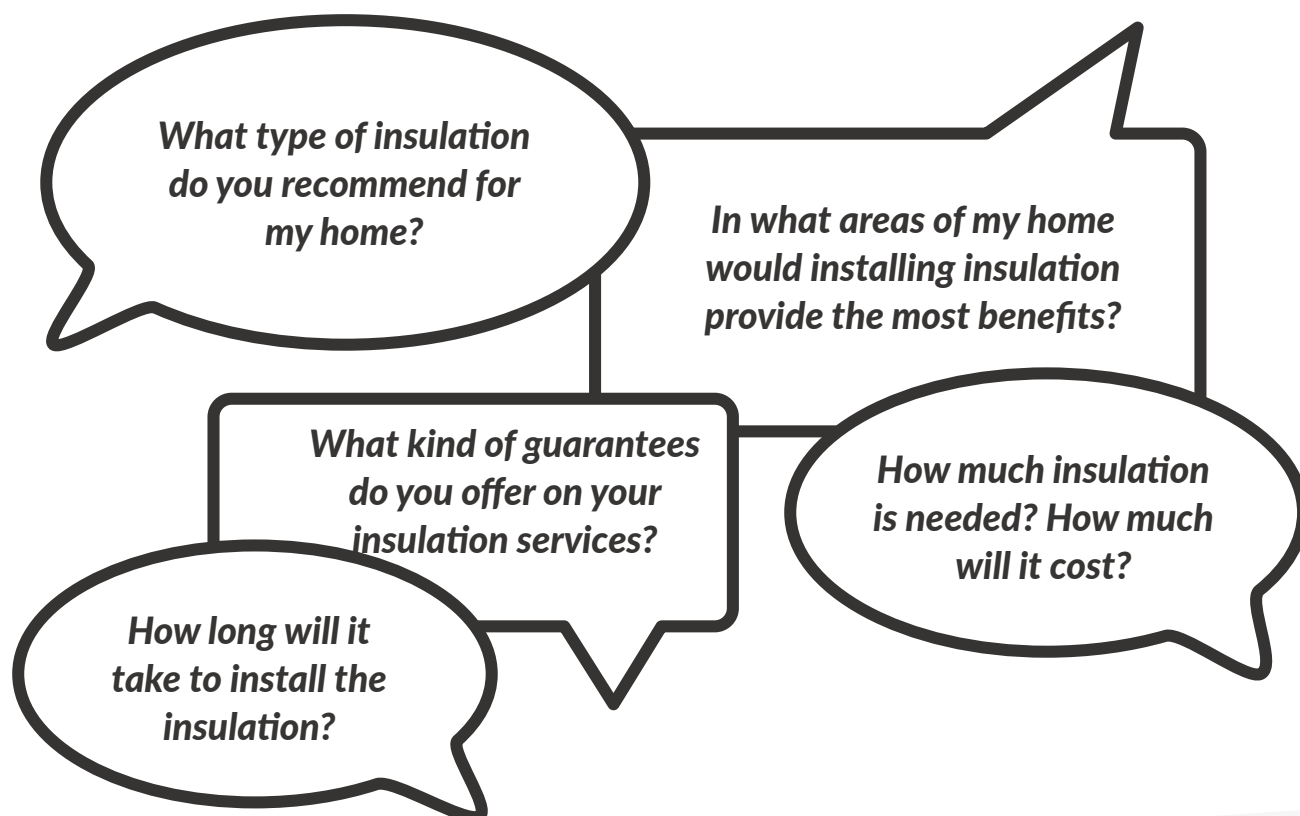 What type of insulation
do you recommend for
my home?
In what areas of my home
would installing insulation
provide the most benefits?
What kind of guarantees
do you offer on your
insulation services?
How much insulation
is needed? How much
will it cost?
How long will it
take to install the
insulation?